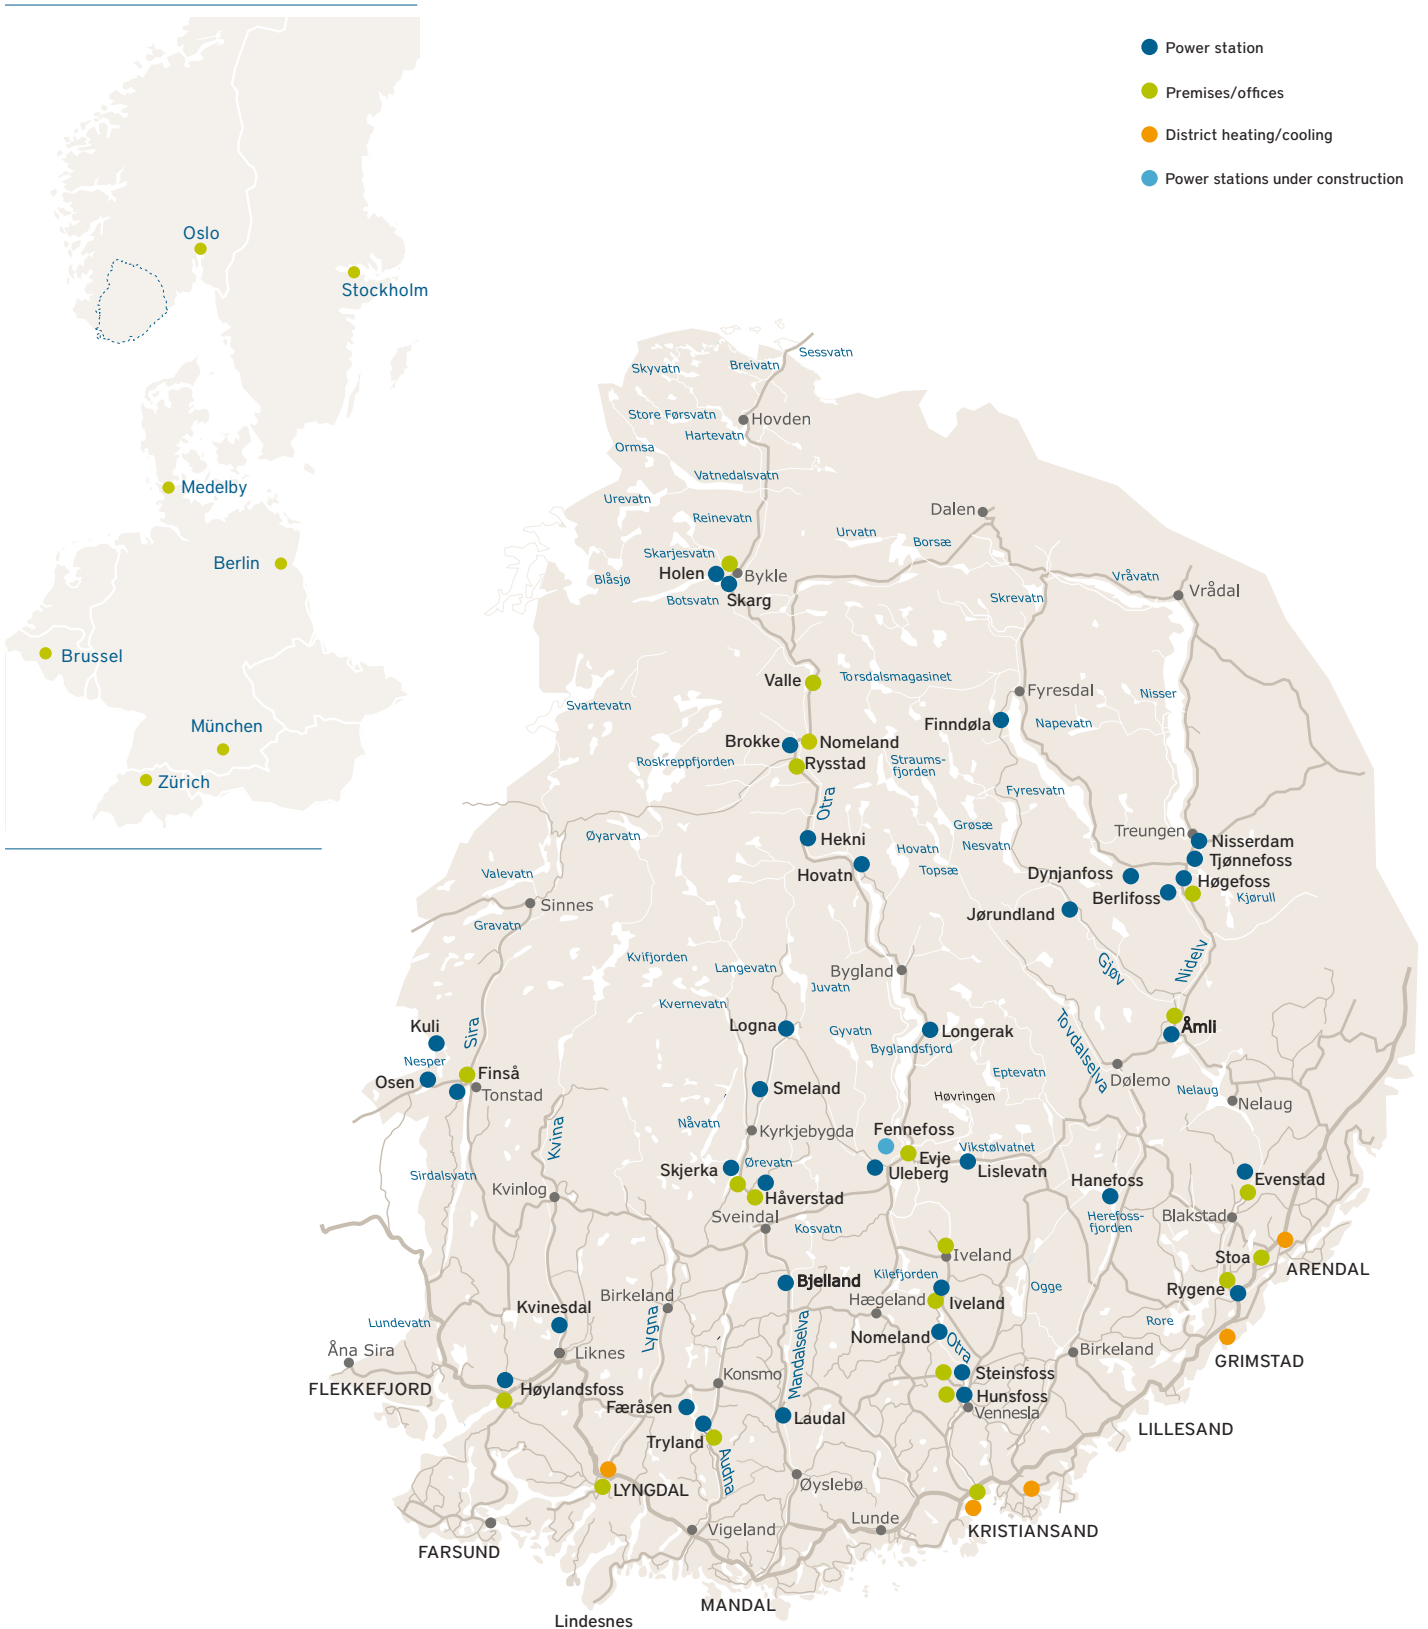 Power station
Premises/offices
District heating/cooling
Power stations under construction
Oslo
Stockholm
Medelby
Berlin
Brussel
München
Zürich
Sessvatn
Skyvatn
Breivatn
Store Førsvatn
Hovden
Hartevatn
Ormsa
Vatnedalsvatn
Urevatn
Reinevatn
Dalen
Urvatn
Borsæ
Skarjesvatn
Holen
Bykle
Blåsjø
Botsvatn
Skarg
Vråvatn
Vrådal
Skrevatn
Valle
Torsdalsmagasinet
Fyresdal
Nisser
Svartevatn
Finndøla
Napevatn
Brokke
Nomeland
Roskreppfjorden
Rysstad
Straums-
fjorden
Fyresvatn
Otra
Øyarvatn
Grøsæ
Treungen
Hekni
Nisserdam
Hovatn
Nesvatn
Tjønnefoss
Valevatn
Hovatn
Topsæ
Dynjanfoss
Høgefoss
Berlifoss
Kjørull
Sinnes
Jørundland
Gravatn
Kvifjorden
Langevatn
Bygland
Gjøv
Nidelv
Juvatn
Kvernevatn
Kuli
Sira
Logna
Gyvatn
Longerak
Tovdalselva
Åmli
Byglandsfjord
Nesper
Osen
Finså
Tonstad
Eptevatn
Dølemo
Smeland
Høvringen
Nelaug
Nelaug
Kvina
Nåvatn
Kyrkjebygda
Fennefoss
Vikstølvatnet
Evje
Sirdalsvatn
Skjerka
Ørevatn
Uleberg
Lislevatn
Hanefoss
Evenstad
Kvinlog
Håverstad
Sveindal
Kosvatn
Herefoss-
fjorden
Blakstad
Iveland
Stoa
ARENDAL
Bjelland
Kilefjorden
Ogge
Rygene
Birkeland
Hægeland
Iveland
Kvinesdal
Lundevatn
Lygna
Mandalselva
Nomeland
Otra
Rore
Åna Sira
Liknes
Birkeland
GRIMSTAD
FLEKKEFJORD
Høylandsfoss
Konsmo
Steinsfoss
Hunsfoss
Færåsen
Laudal
Vennesla
LILLESAND
Tryland
Audna
LYNGDAL
Øyslebø
Vigeland
Lunde
KRISTIANSAND
FARSUND
MANDAL
Lindesnes